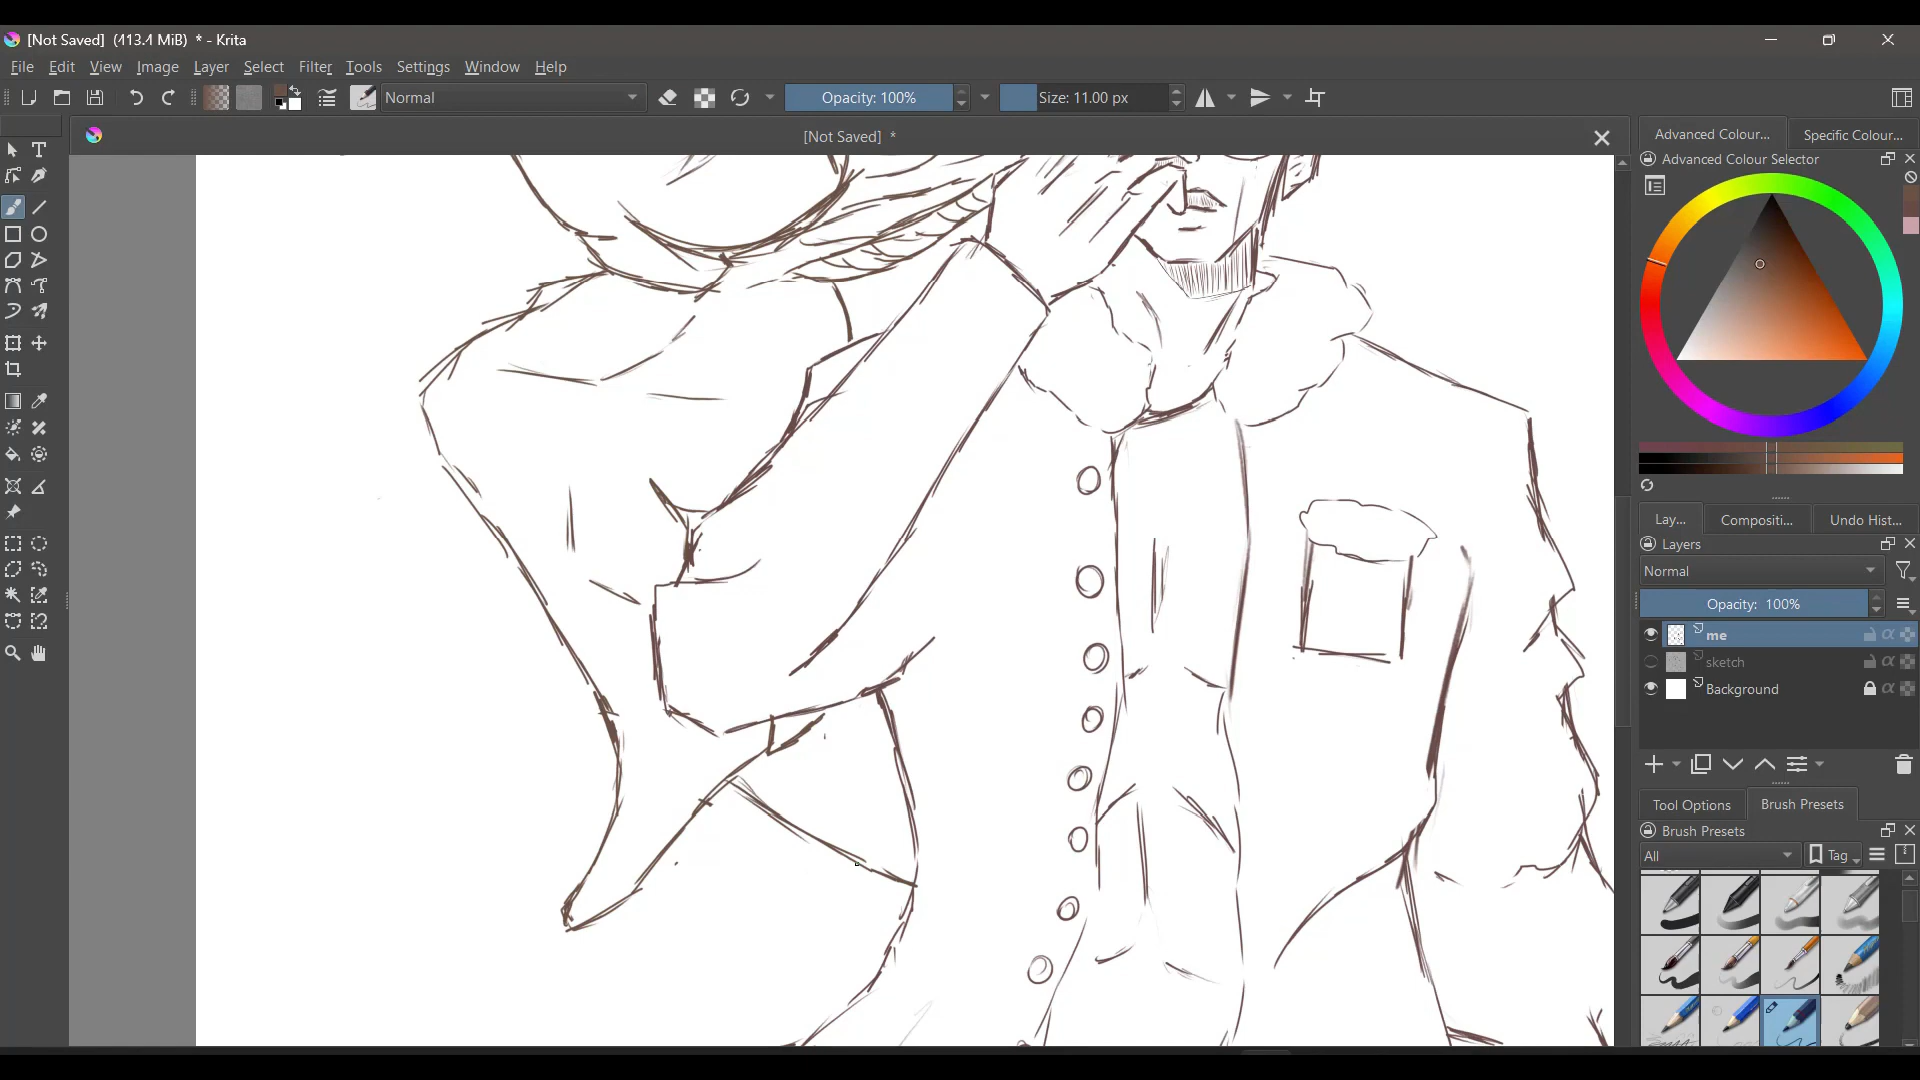 [Not Saved] (413.4 MiB) * - Krita
File Edit View Image Layer Select Filter Tools Settings Window Help
Normal Opacity: 100% Size: 11.00 px
[Not Saved] *
Advanced Colour... Specific Colour...
Advanced Colour Selector
Lay... Compositi... Undo Hist...
Layers
Normal
Opacity: 100%
me
sketch
Background
Tool Options Brush Presets
Brush Presets
All Tag